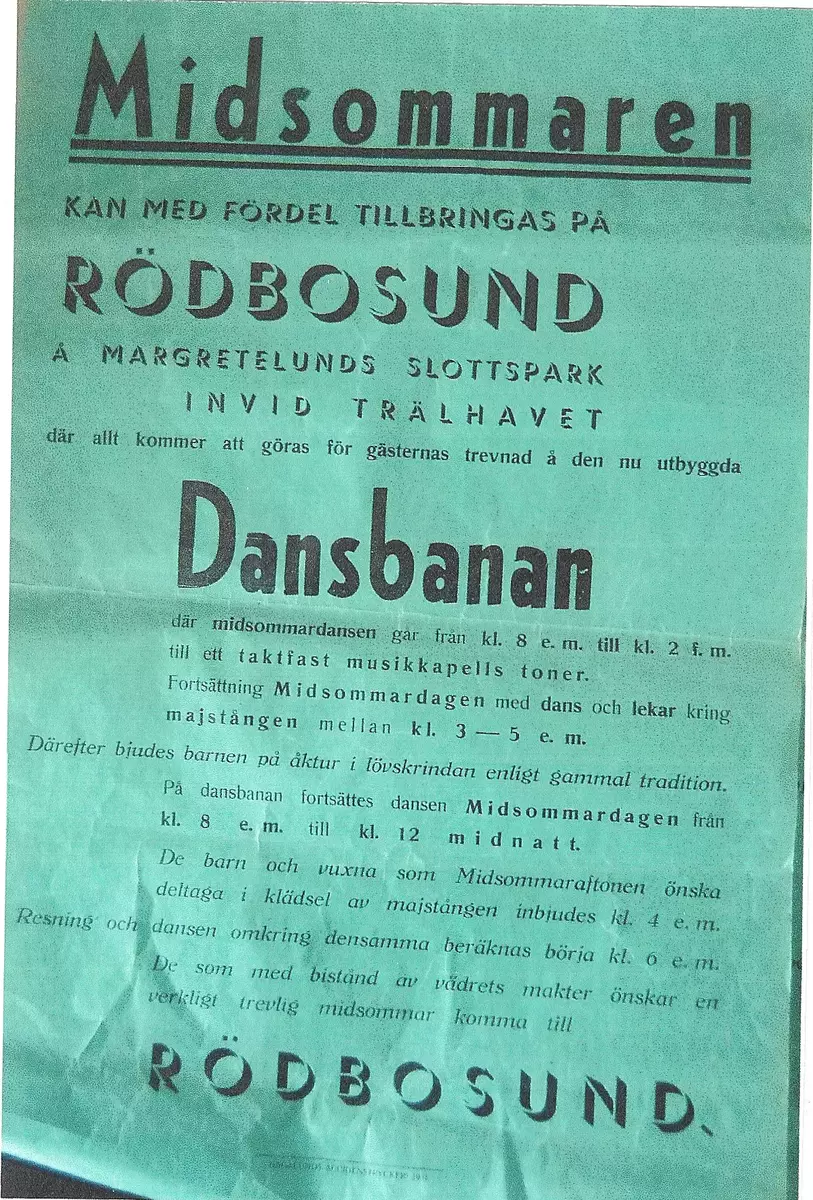 Midsommaren
KAN MED FÖRDEL TILLBRINGAS PÅ
RÖDBOSUND
Å MARGRETELUNDS SLOTTSPARK
INVID TRÄLHAVET
där allt kommer att göras för gästernas trevnad å den nu utbyggda
Dansbanan
där midsommardansen går från kl. 8 e. m. till kl. 2 f. m.
till ett taktfast musikkapells toner.
Fortsättning Midsommardagen med dans och lekar kring
majstången mellan kl. 3 — 5 e. m.
Därefter bjudes barnen på åktur i lövskrindan enligt gammal tradition.
På dansbanan fortsättes dansen Midsommardagen från
kl. 8 e. m. till kl. 12 midnatt.
De barn och vuxna som Midsommaraftonen önska
deltaga i klädsel av majstången inbjudes kl. 4 e. m.
Resning och dansen omkring densamma beräknas börja kl. 6 e. m.
De som med bistånd av vädrets makter önskar en
verkligt trevlig midsommar komma till
RÖDBOSUND.